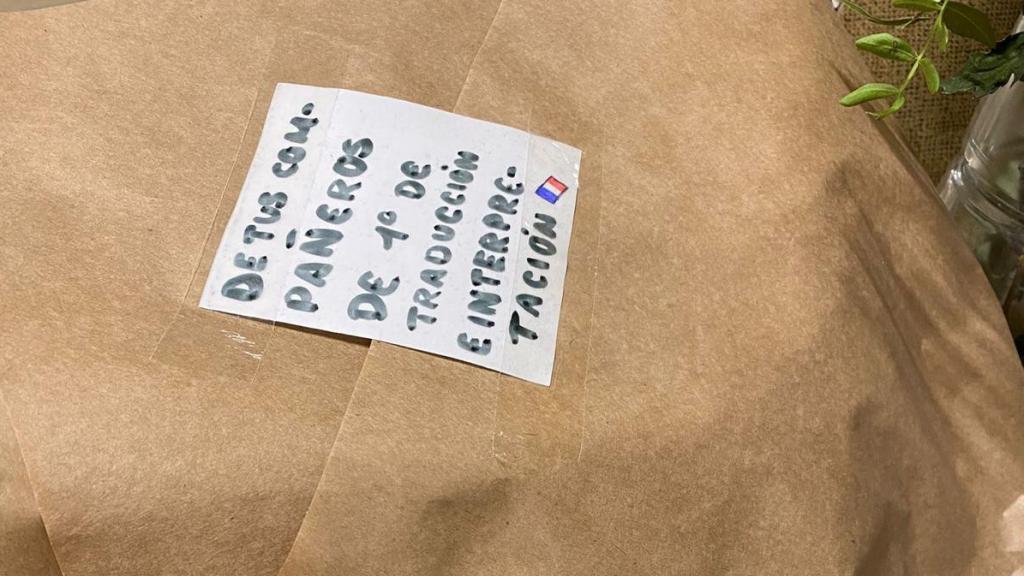 DE TUS COM-
PAÑEROS
DE 1º DE
TRADUCCIÓN
E INTERPRE-
TACIÓN